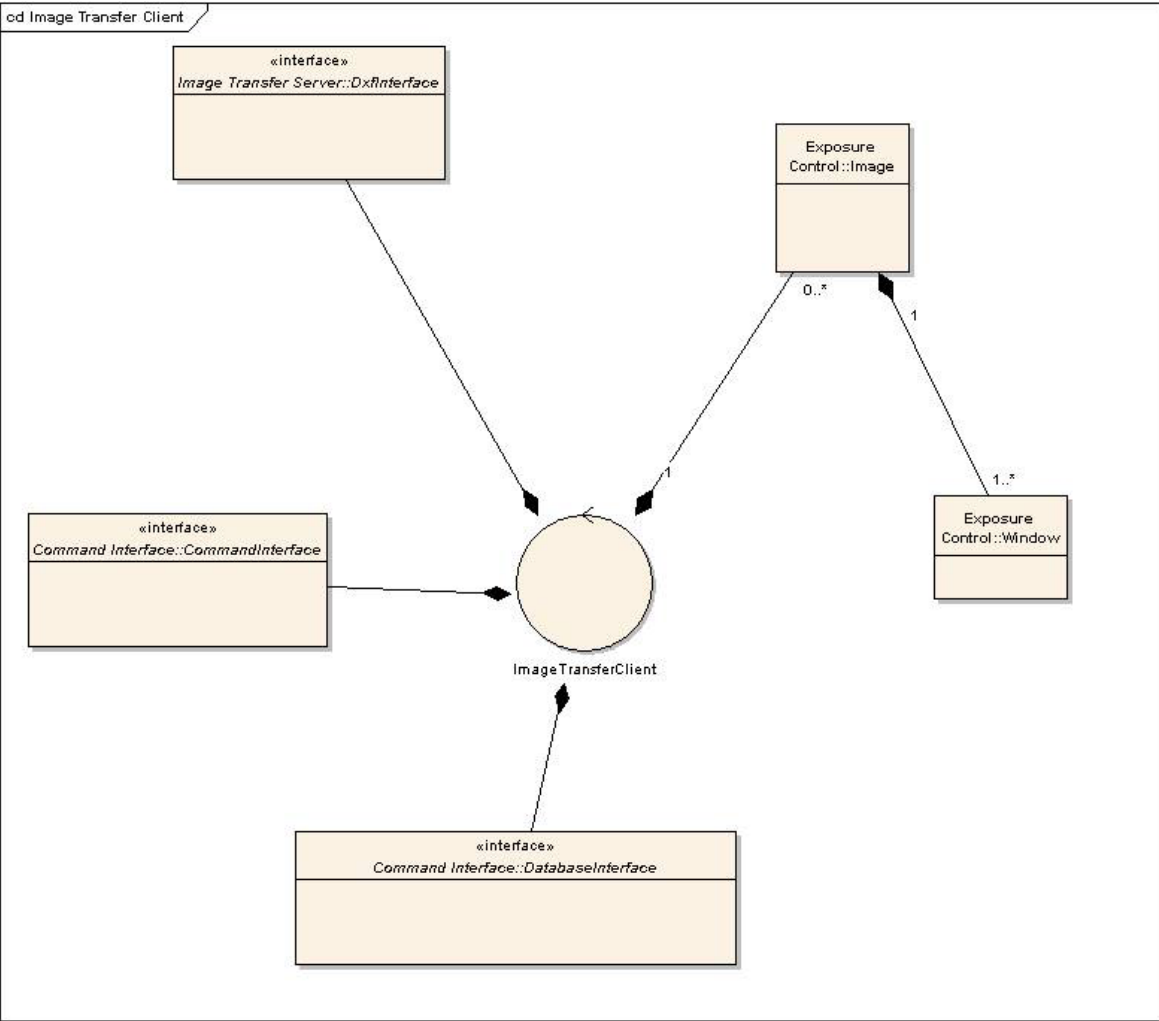 cd Image Transfer Client
«interface»
Image Transfer Server::DxfInterface
Exposure
Control::Image
0..*
1
1
1..*
Exposure
Control::Window
«interface»
Command Interface::CommandInterface
ImageTransferClient
«interface»
Command Interface::DatabaseInterface